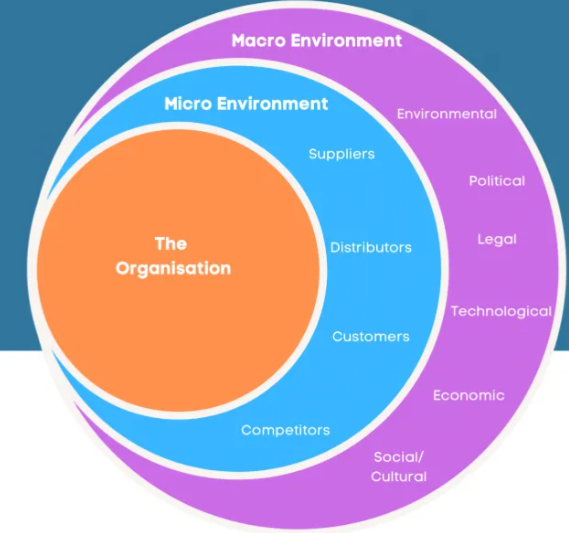 Macro Environment
Micro Environment
Environmental
Suppliers
Political
Legal
The
Organisation
Distributors
Technological
Customers
Economic
Competitors
Social/
Cultural